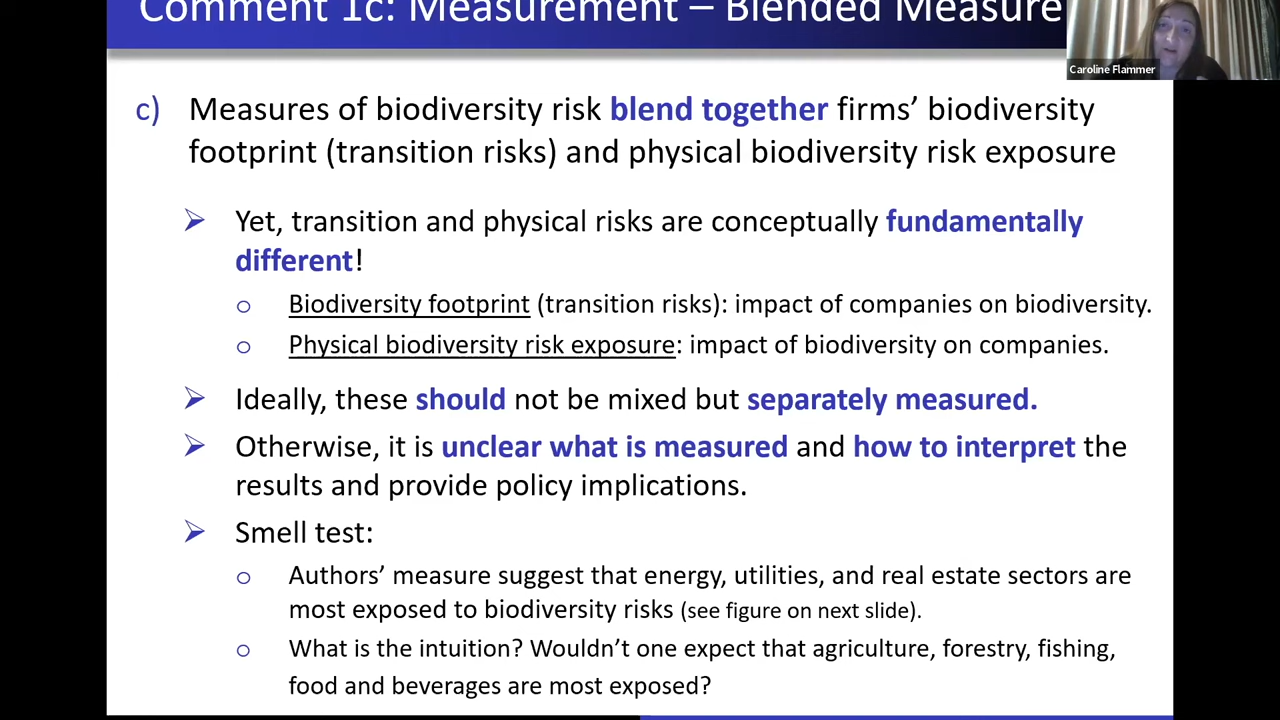 Comment 1c: Measurement – Blended Measure
Caroline Flammer
c) Measures of biodiversity risk blend together firms’ biodiversity
footprint (transition risks) and physical biodiversity risk exposure
➢ Yet, transition and physical risks are conceptually fundamentally
different!
o Biodiversity footprint (transition risks): impact of companies on biodiversity.
o Physical biodiversity risk exposure: impact of biodiversity on companies.
➢ Ideally, these should not be mixed but separately measured.
➢ Otherwise, it is unclear what is measured and how to interpret the
results and provide policy implications.
➢ Smell test:
o Authors’ measure suggest that energy, utilities, and real estate sectors are
most exposed to biodiversity risks (see figure on next slide).
o What is the intuition? Wouldn’t one expect that agriculture, forestry, fishing,
food and beverages are most exposed?